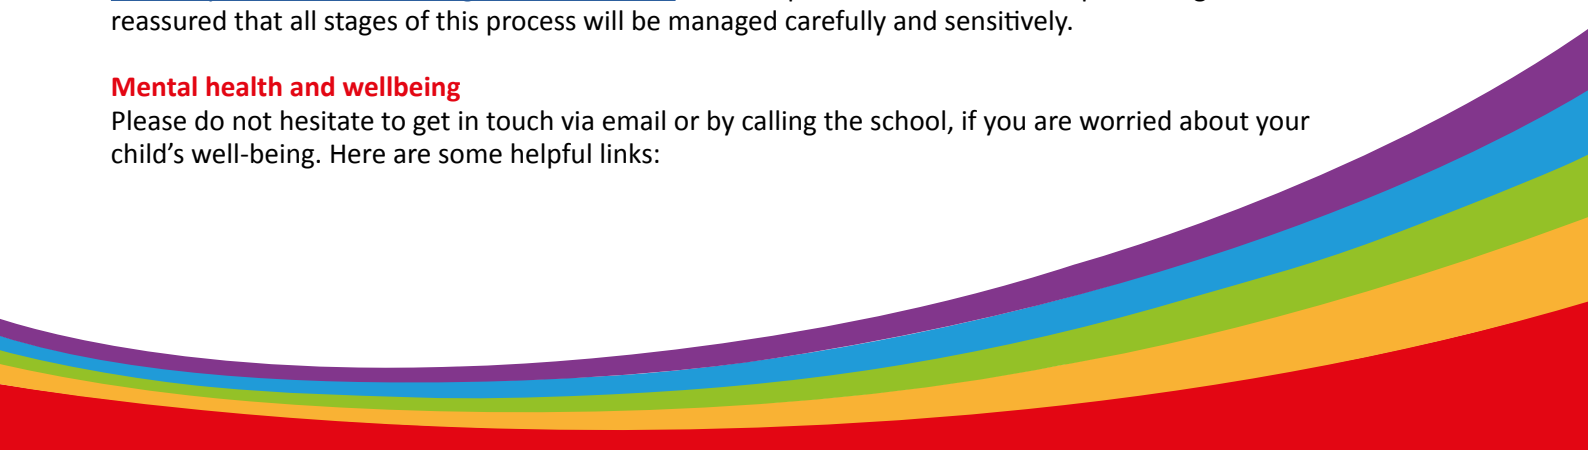 reassured that all stages of this process will be managed carefully and sensitively.
Mental health and wellbeing
Please do not hesitate to get in touch via email or by calling the school, if you are worried about your
child’s well-being. Here are some helpful links: